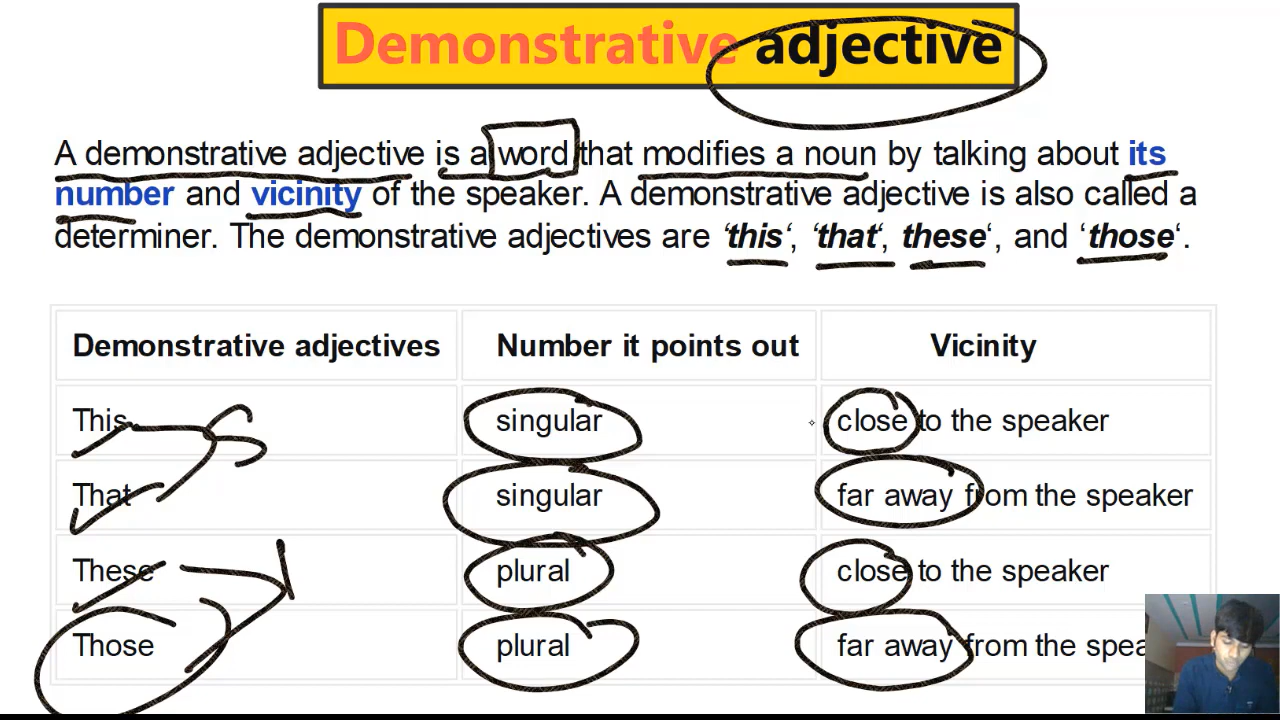 Demonstrative adjective
A demonstrative adjective is a word that modifies a noun by talking about its
number and vicinity of the speaker. A demonstrative adjective is also called a
determiner. The demonstrative adjectives are ‘this‘, ‘that‘, these‘, and ‘those‘.
Demonstrative adjectives Number it points out Vicinity
This singular close to the speaker
That singular far away from the speaker
These plural close to the speaker
Those plural far away from the spea